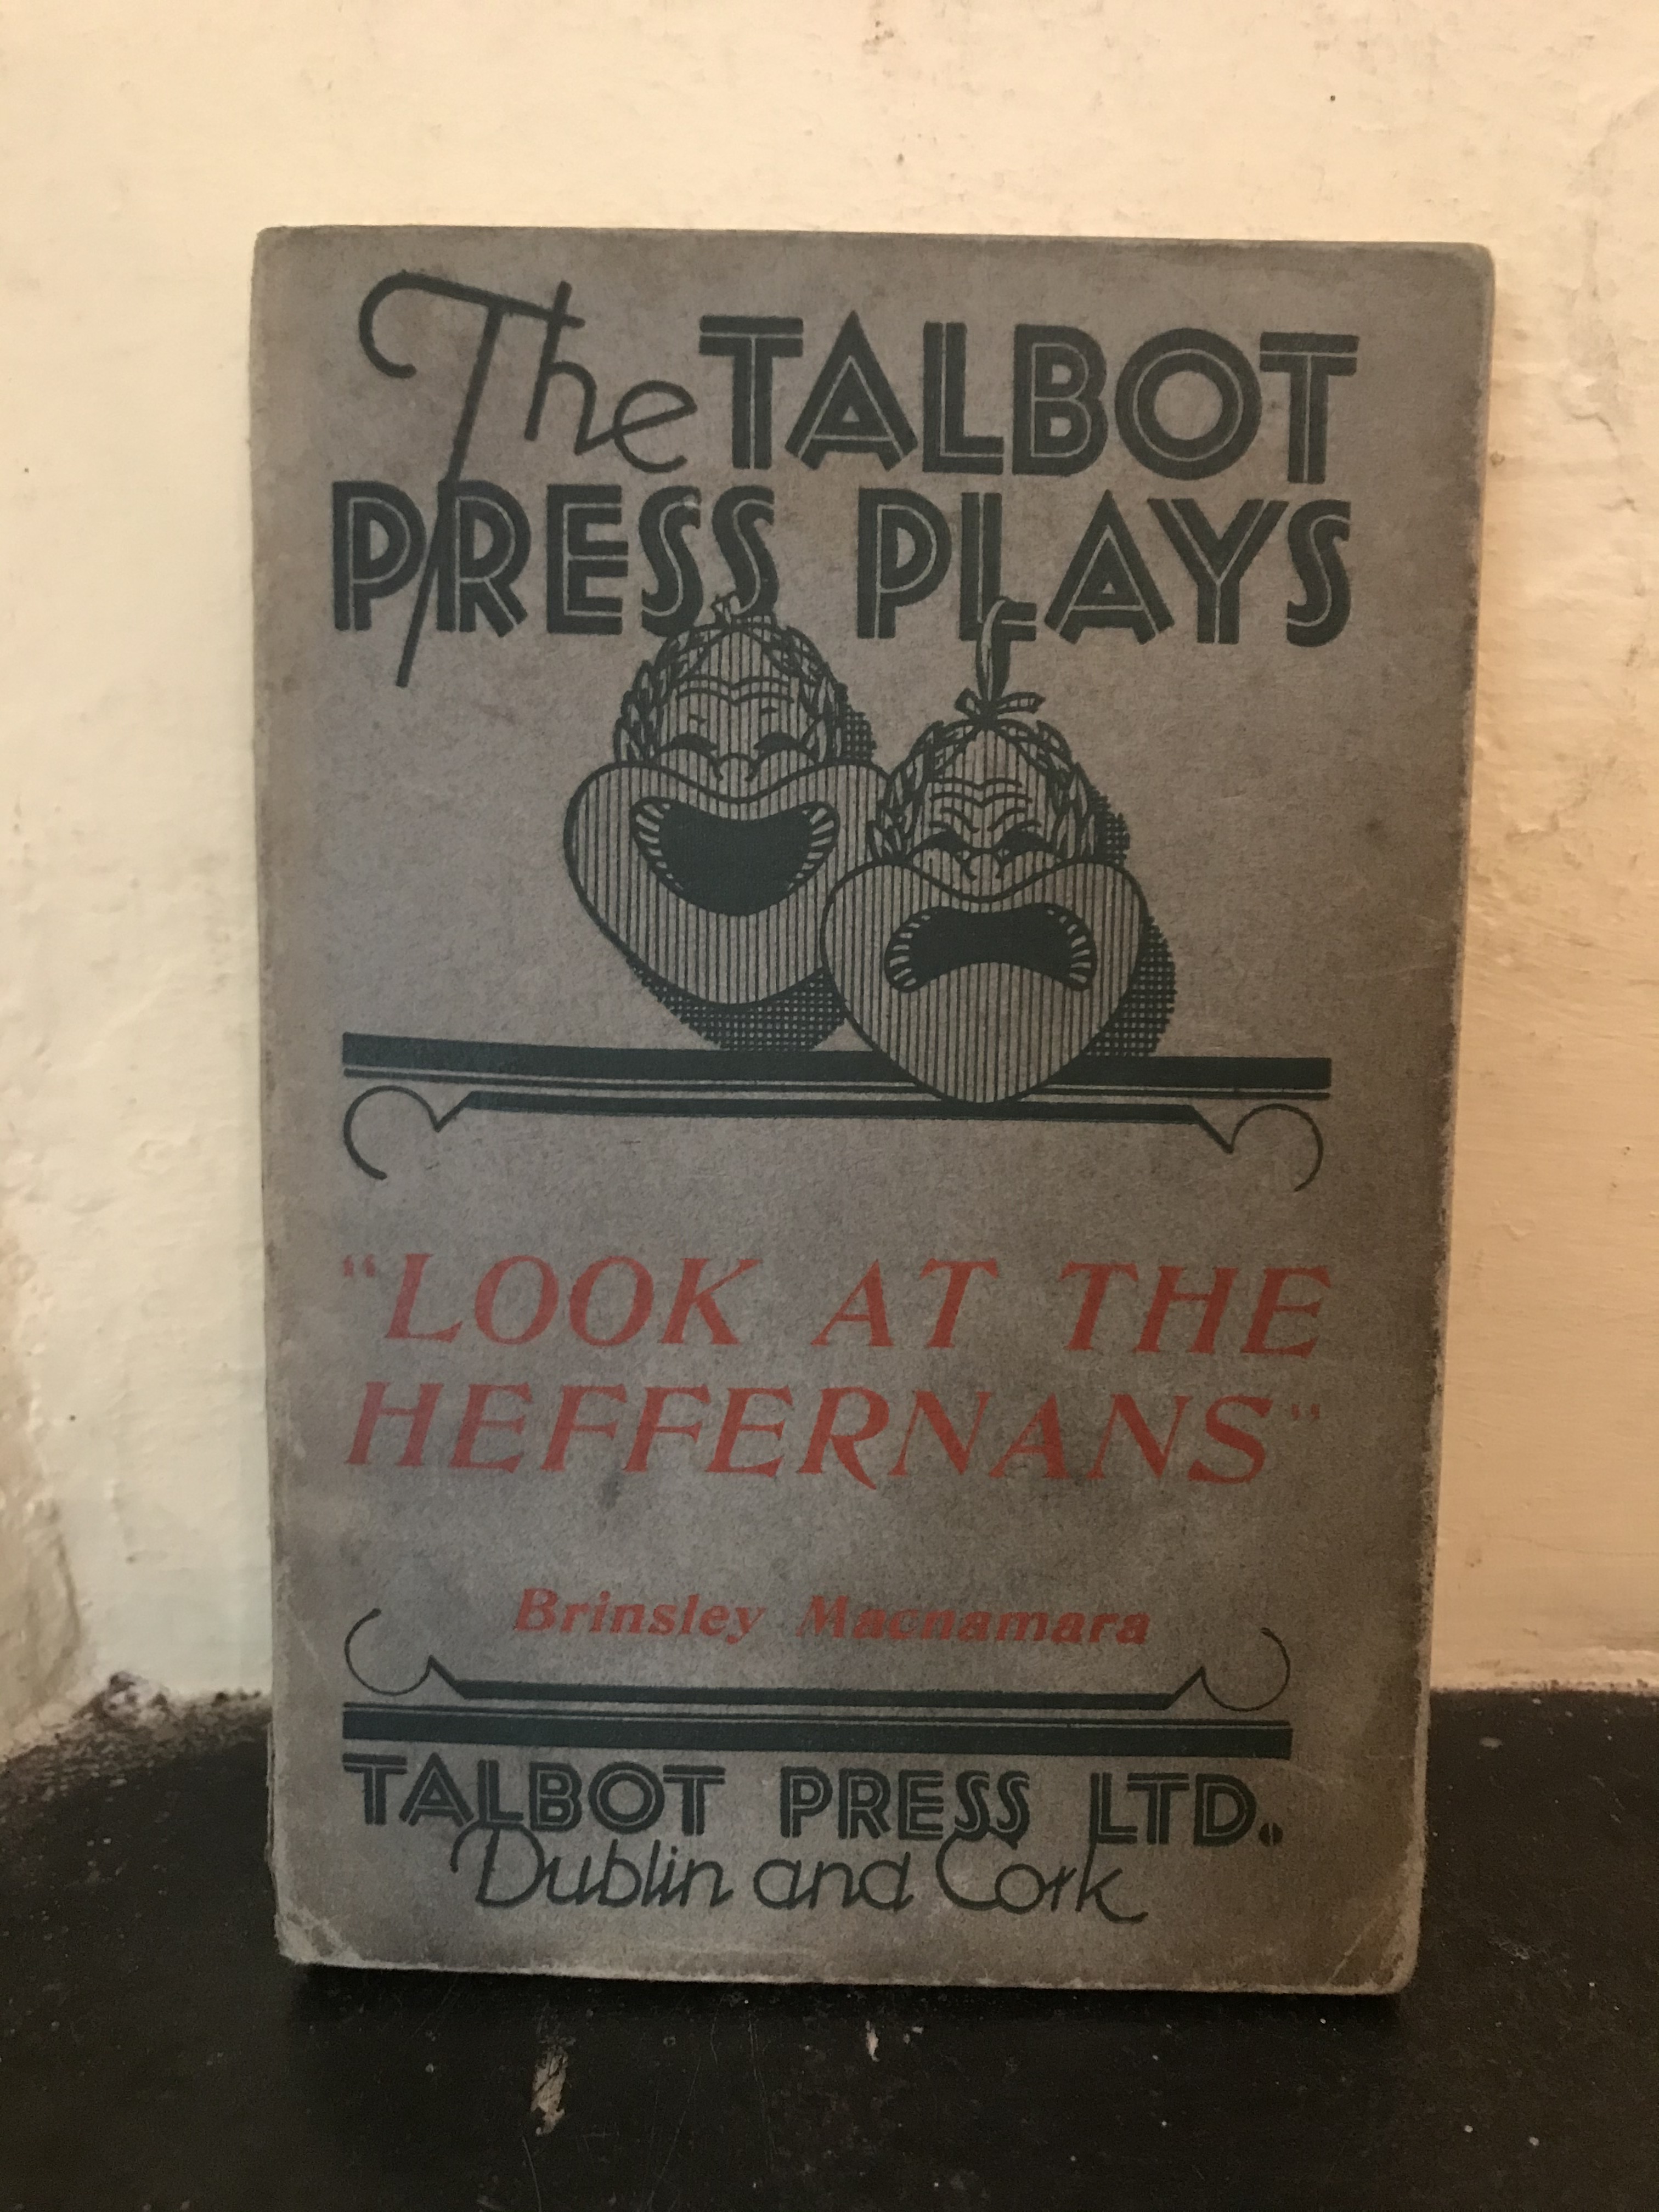 The TALBOT
PRESS PLAYS
"LOOK AT THE
HEFFERNANS"
Brinsley Macnamara
TALBOT PRESS LTD.
Dublin and Cork